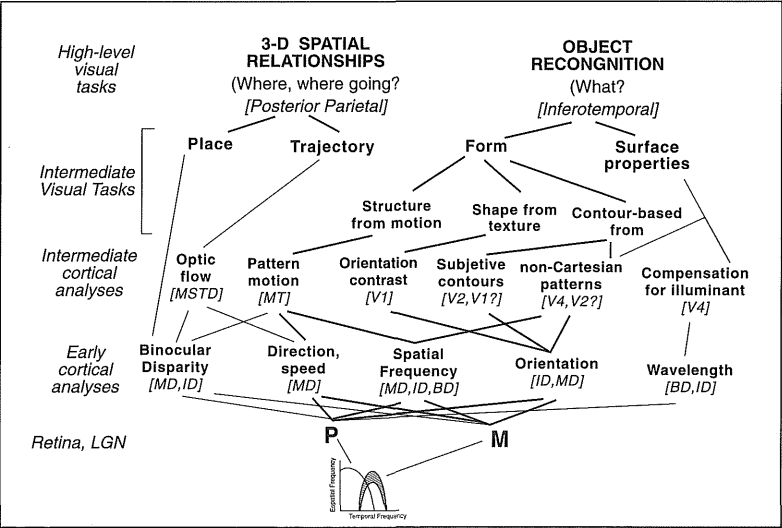 High-level
visual
tasks
3-D SPATIAL
RELATIONSHIPS
(Where, where going?
[Posterior Parietal]
OBJECT
RECONGNITION
(What?
[Inferotemporal]
Intermediate
Visual Tasks
Place
Trajectory
Form
Surface
properties
Structure
from motion
Shape from
texture
Contour-based
from
Intermediate
cortical
analyses
Optic
flow
[MSTD]
Pattern
motion
[MT]
Orientation
contrast
[V1]
Subjetive
contours
[V2,V1?]
non-Cartesian
patterns
[V4,V2?]
Compensation
for illuminant
[V4]
Early
cortical
analyses
Binocular
Disparity
[MD,ID]
Direction,
speed
[MD]
Spatial
Frequency
[MD,ID,BD]
Orientation
[ID,MD]
Wavelength
[BD,ID]
Retina, LGN
P
M
Espatial Frequency
Temporal Frequency